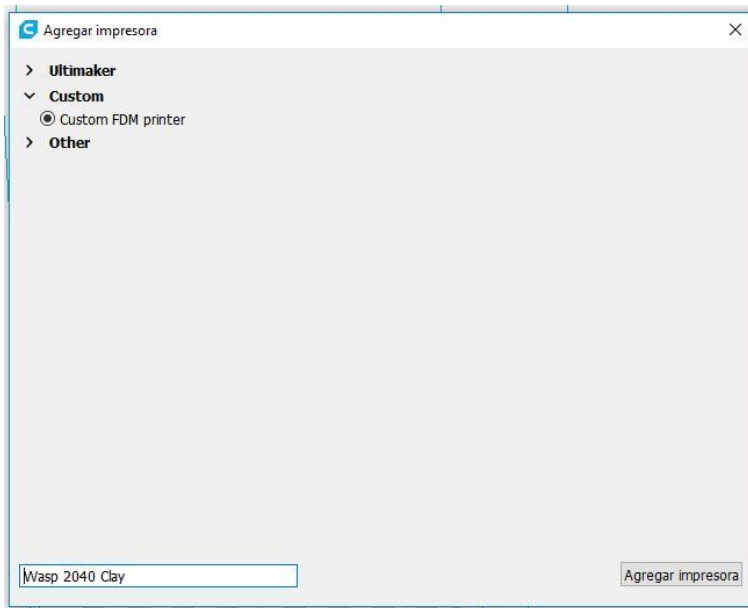 Agregar impresora
Ultimaker
Custom
Custom FDM printer
Other
Wasp 2040 Clay
Agregar impresora